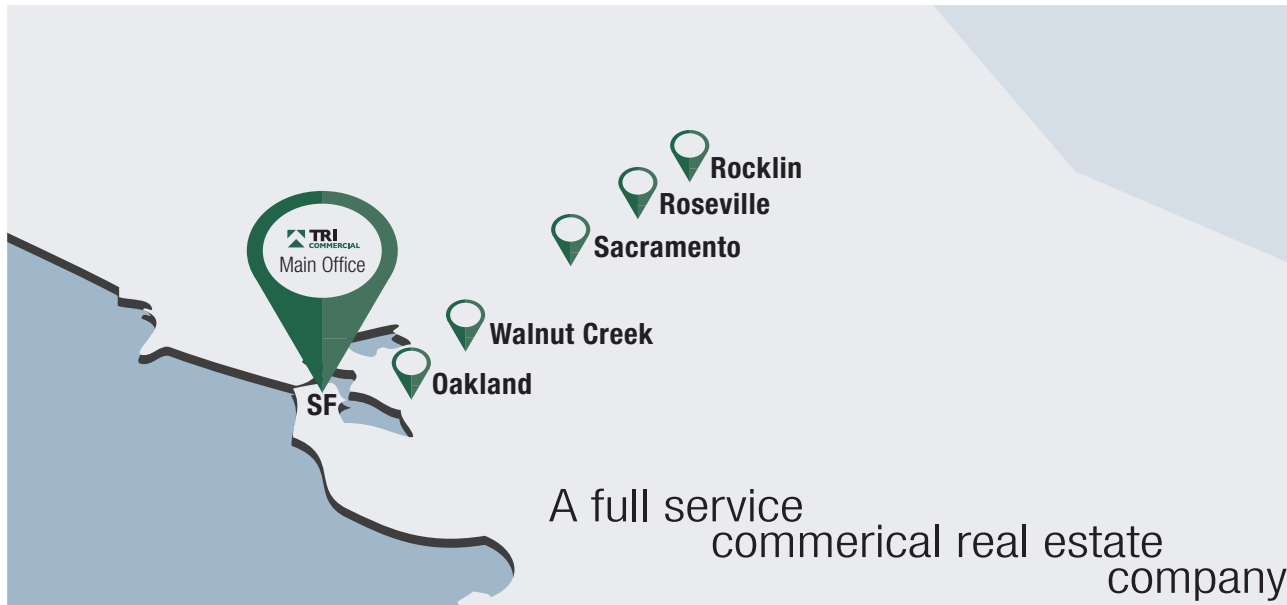 Rocklin
Roseville
Sacramento
TRI
COMMERCIAL
Main Office
Walnut Creek
Oakland
SF
A full service
commerical real estate
company